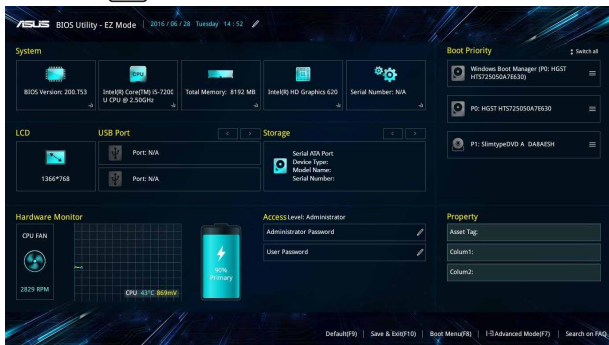 ASUS BIOS Utility - EZ Mode 2016 / 06 / 28 Tuesday 14 : 52
System
BIOS Version: 200.T53
CPU
Intel(R) Core(TM) i5-7200
U CPU @ 2.50GHz
Total Memory: 8192 MB
Intel(R) HD Graphics 620
Serial Number: N/A
Boot Priority
Switch all
Windows Boot Manager (P0: HGST
HTS725050A7E630)
P0: HGST HTS725050A7E630
P1: SlimtypeDVD A DA8AESH
LCD
1366*768
USB Port
Port: N/A
Port: N/A
Storage
Serial ATA Port
Device Type:
Model Name:
Serial Number:
Hardware Monitor
CPU FAN
2829 RPM
CPU 43°C 869mV
90%
Primary
Access Level: Administrator
Administrator Password
User Password
Property
Asset Tag:
Colum1:
Colum2:
Default(F9) | Save & Exit(F10) | Boot Menu(F8) | Advanced Mode(F7) | Search on FAQ